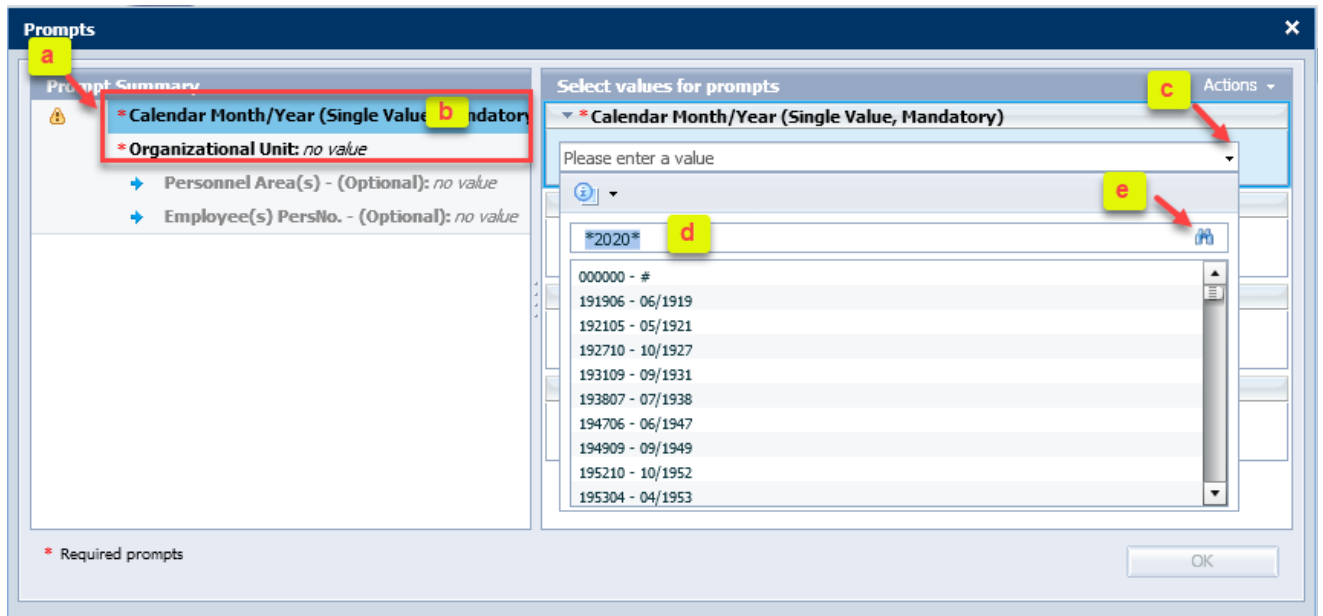 Prompts
a
Prompt Summary
* Calendar Month/Year (Single Value
b
* Organizational Unit: no value
Personnel Area(s) - (Optional): no value
Employee(s) PersNo. - (Optional): no value
* Required prompts
Select values for prompts
c
Actions
* Calendar Month/Year (Single Value, Mandatory)
Please enter a value
e
*2020*
d
000000 - #
191906 - 06/1919
192105 - 05/1921
192710 - 10/1927
193109 - 09/1931
193807 - 07/1938
194706 - 06/1947
194909 - 09/1949
195210 - 10/1952
195304 - 04/1953
OK